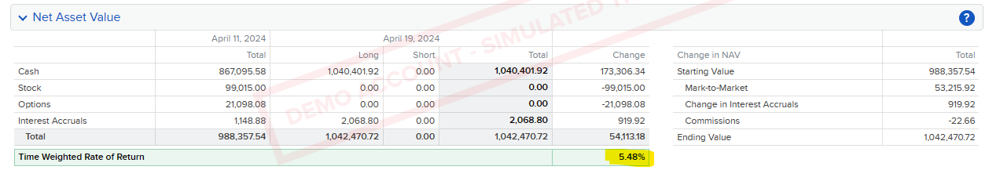 Net Asset Value
?
April 11, 2024 April 19, 2024
Total Long Short Total Change
Cash 867,095.58 1,040,401.92 0.00 1,040,401.92 173,306.34
Stock 99,015.00 0.00 0.00 0.00 -99,015.00
Options 21,098.08 0.00 0.00 0.00 -21,098.08
Interest Accruals 1,148.88 2,068.80 0.00 2,068.80 919.92
Total 988,357.54 1,042,470.72 0.00 1,042,470.72 54,113.18
Time Weighted Rate of Return 5.48%
Change in NAV Total
Starting Value 988,357.54
Mark-to-Market 53,215.92
Change in Interest Accruals 919.92
Commissions -22.66
Ending Value 1,042,470.72
DEMO ACCOUNT - SIMULATED